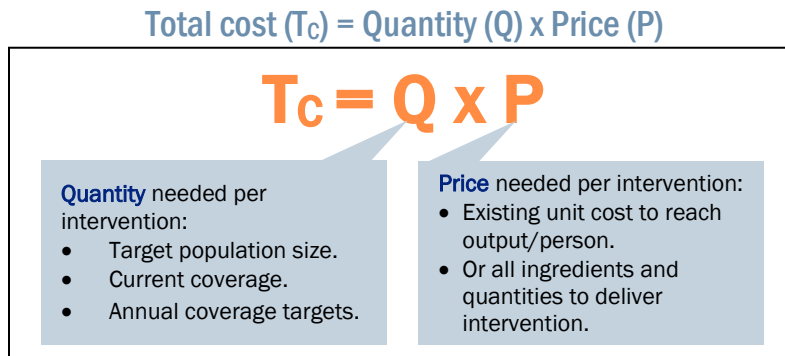 Total cost (TC) = Quantity (Q) x Price (P)
TC = Q x P
Quantity needed per
intervention:
• Target population size.
• Current coverage.
• Annual coverage targets.
Price needed per intervention:
• Existing unit cost to reach
output/person.
• Or all ingredients and
quantities to deliver
intervention.